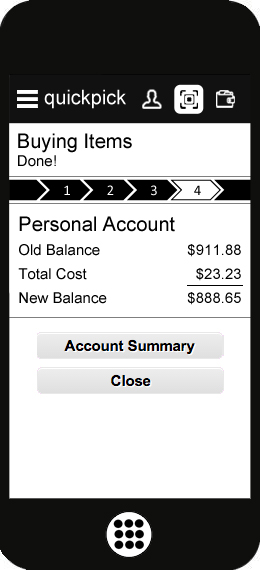 quickpick
Buying Items
Done!
1 2 3 4
Personal Account
Old Balance $911.88
Total Cost $23.23
New Balance $888.65
Account Summary
Close